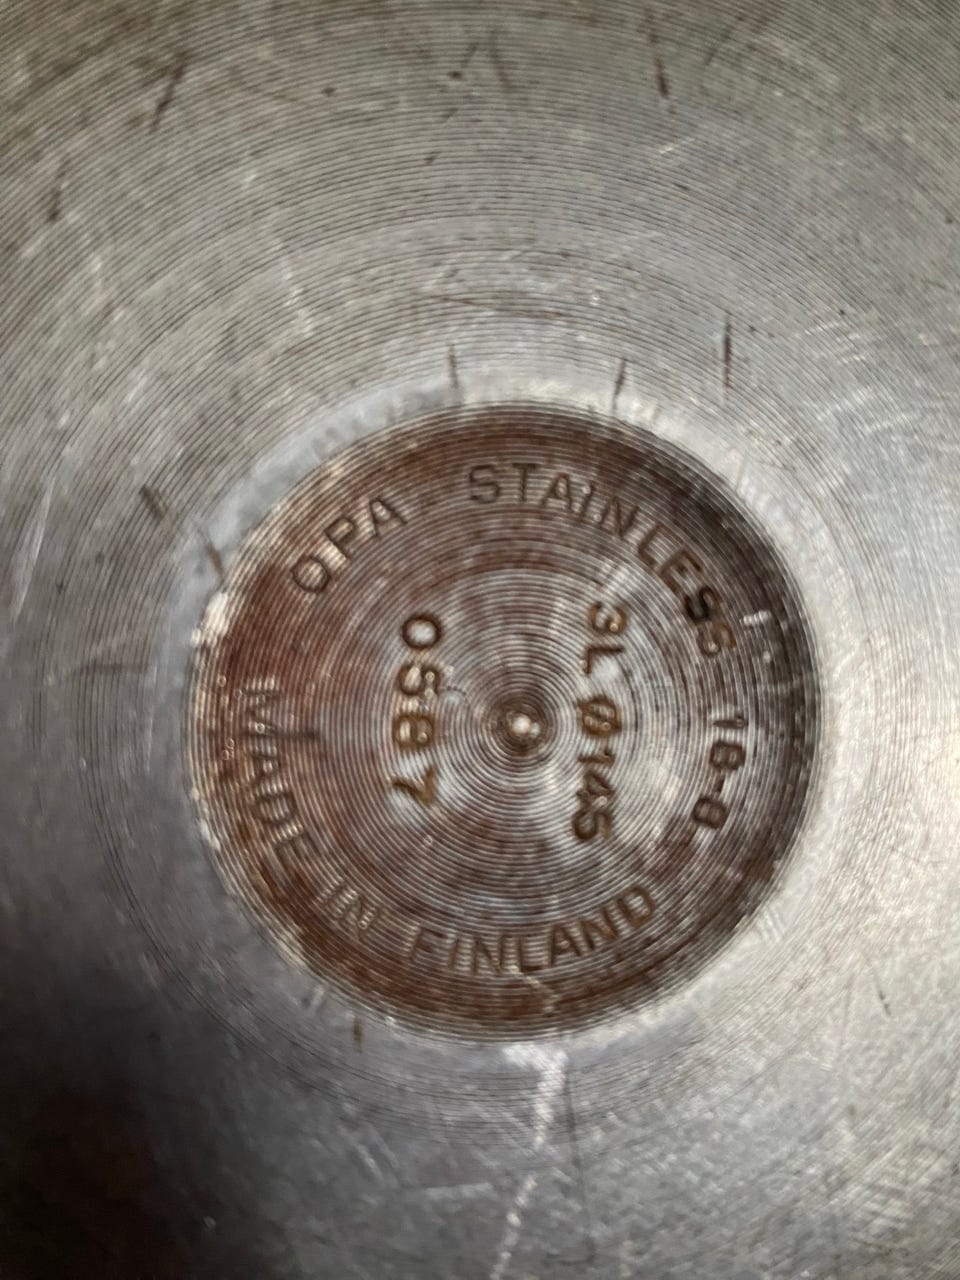 OPA STAINLESS 18-8
3L Ø145
0587
MADE IN FINLAND